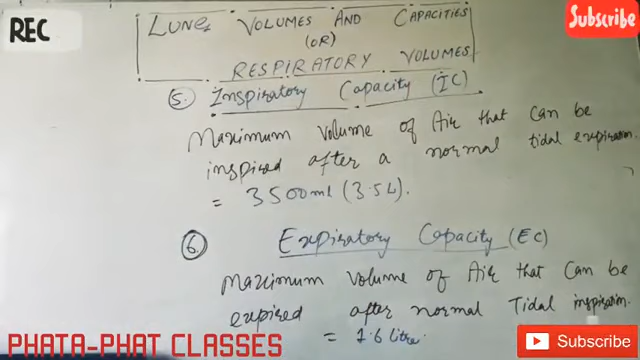 REC
Subscribe
LUNG VOLUMES AND CAPACITIES
(OR)
RESPIRATORY VOLUMES
5. Inspiratory Capacity (IC)
Maximum volume of Air that can be
inspired after a normal tidal expiration.
= 3500ml (3.5L).
6. Expiratory Capacity (EC)
Maximum volume of Air that can be
expired after normal Tidal inspiration.
= 1.6 litre.
PHATA-PHAT CLASSES
Subscribe